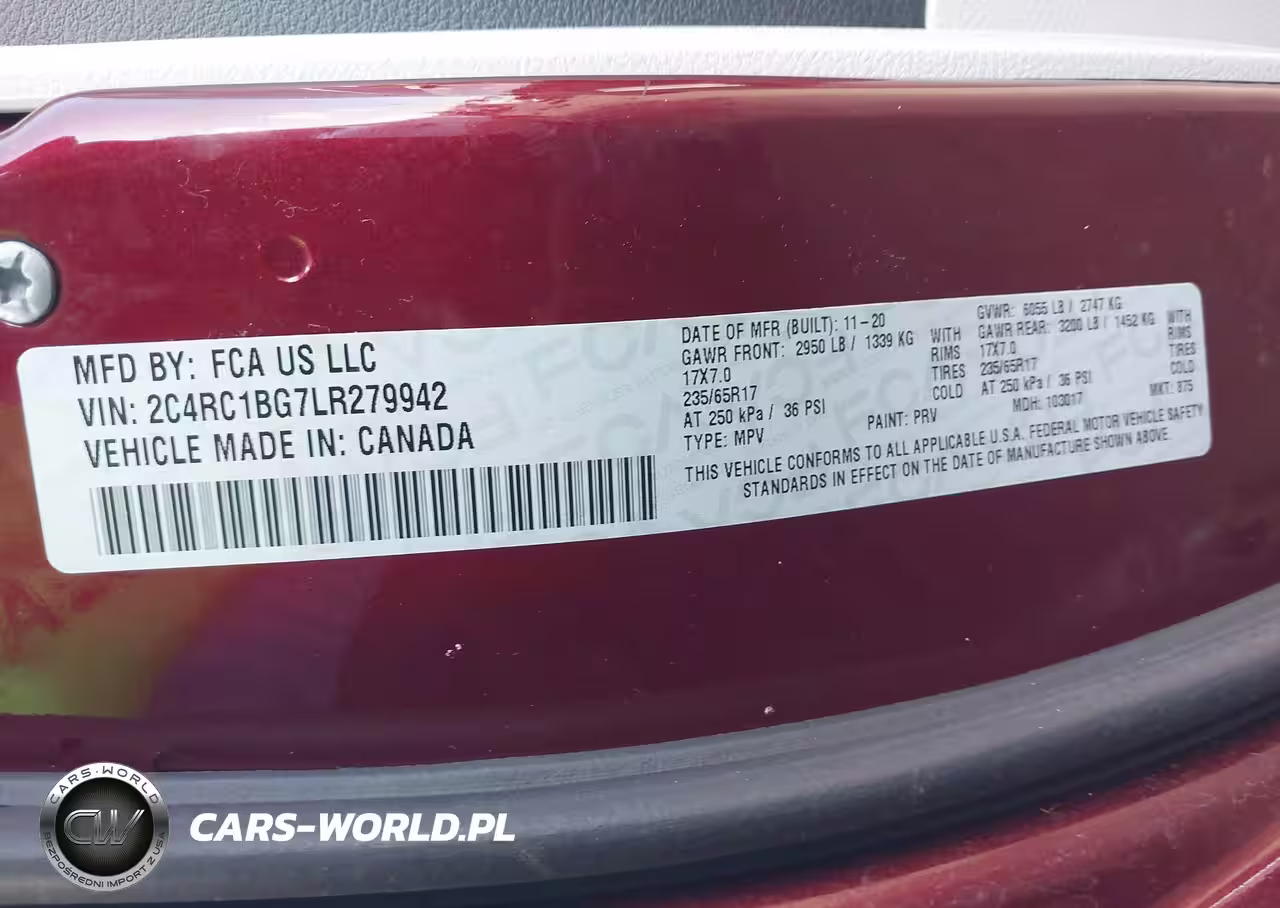 MFD BY: FCA US LLC
VIN: 2C4RC1BG7LR279942
VEHICLE MADE IN: CANADA
DATE OF MFR (BUILT): 11-20
GVWR: 6055 LB / 2747 KG
GAWR FRONT: 2950 LB / 1339 KG WITH
17X7.0 RIMS
235/65R17 TIRES
AT 250 kPa / 36 PSI COLD
GAWR REAR: 3200 LB / 1452 KG WITH
17X7.0 RIMS
235/65R17 TIRES
AT 250 kPa / 36 PSI COLD
TYPE: MPV PAINT: PRV MDH: 103017 MKT: 875
THIS VEHICLE CONFORMS TO ALL APPLICABLE U.S.A. FEDERAL MOTOR VEHICLE SAFETY
STANDARDS IN EFFECT ON THE DATE OF MANUFACTURE SHOWN ABOVE.
CARS-WORLD
CW
BEZPOŚREDNI IMPORT Z USA
CARS-WORLD.PL